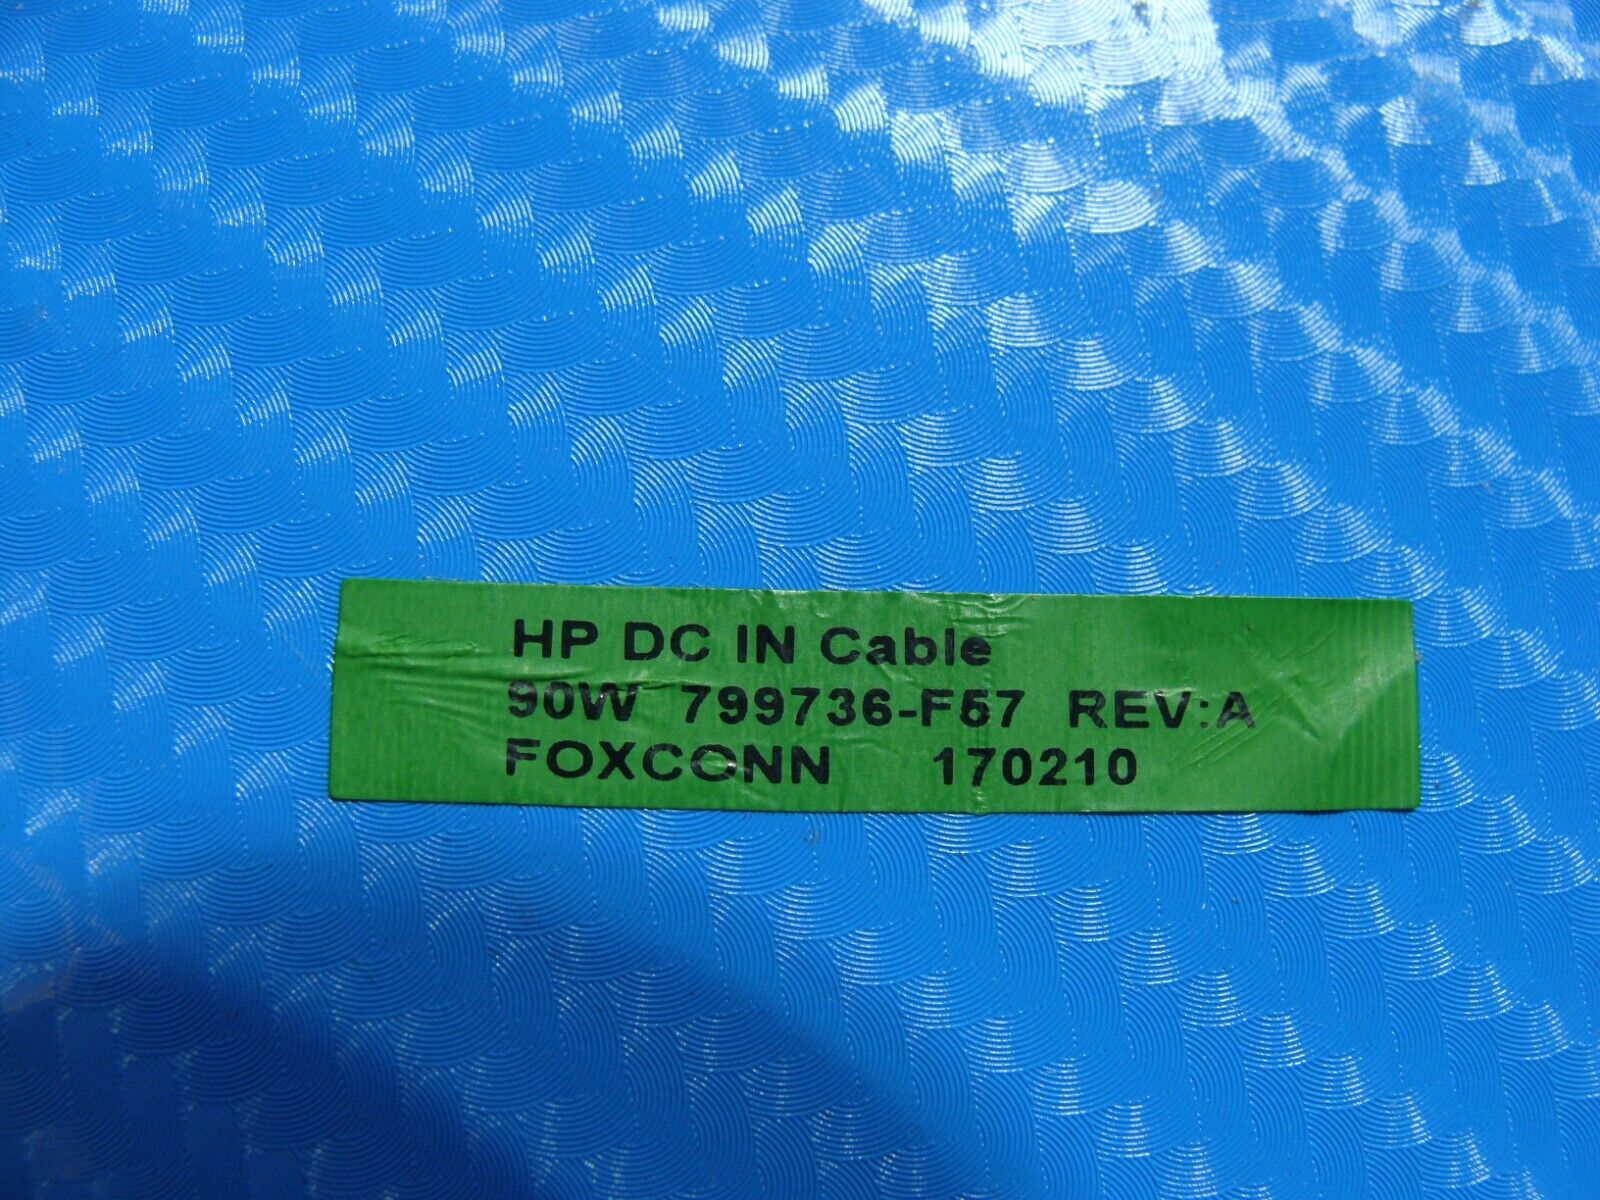 HP DC IN Cable
90W 799736-F57 REV:A
FOXCONN 170210